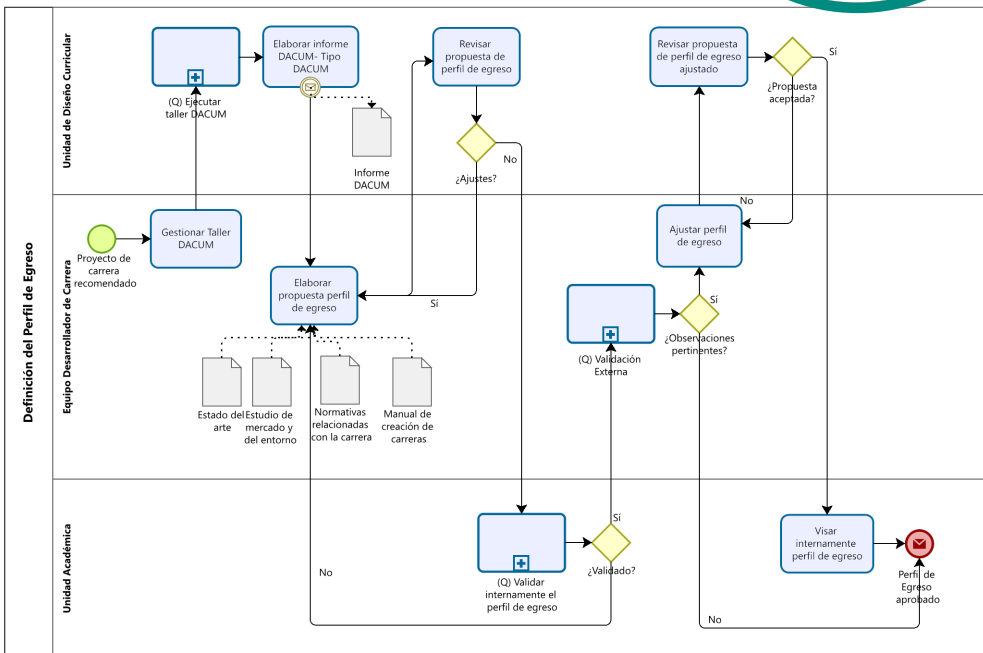 Definición del Perfil de Egreso
Unidad de Diseño Curricular
(Q) Ejecutar
taller DACUM
Elaborar informe
DACUM- Tipo
DACUM
Informe
DACUM
Revisar
propuesta de
perfil de egreso
¿Ajustes?
No
Sí
Revisar propuesta
de perfil de egreso
ajustado
¿Propuesta
aceptada?
Sí
No
Equipo Desarrollador de Carrera
Proyecto de
carrera
recomendado
Gestionar Taller
DACUM
Elaborar
propuesta perfil
de egreso
Estado del
arte
Estudio de
mercado y
del entorno
Normativas
relacionadas
con la carrera
Manual de
creación de
carreras
(Q) Validación
Externa
¿Observaciones
pertinentes?
Sí
Ajustar perfil
de egreso
Unidad Académica
No
(Q) Validar
internamente el
perfil de egreso
¿Validado?
Sí
No
Visar
internamente
perfil de egreso
Perfil de
Egreso
aprobado